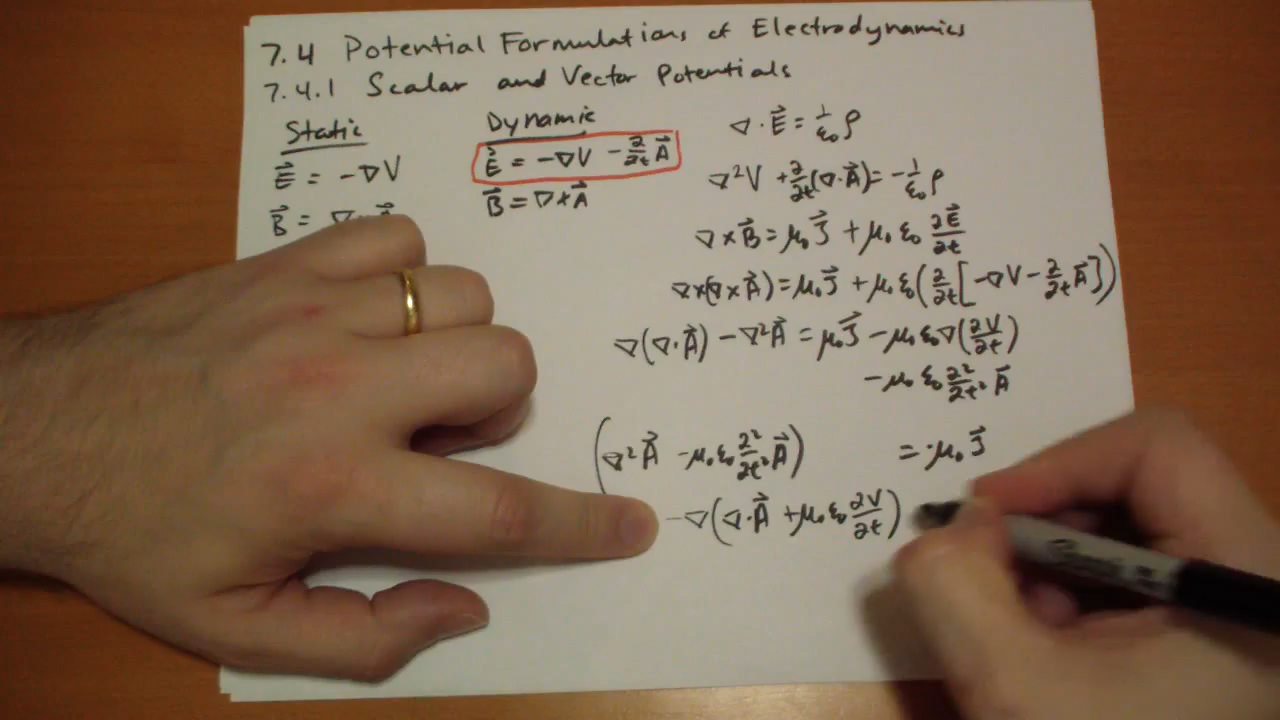 7.4 Potential Formulations of Electrodynamics
7.4.1 Scalar and Vector Potentials
Static
E⃗ = -∇V
B⃗ = ∇×A⃗
Dynamic
E⃗ = -∇V - ∂/∂t A⃗
B⃗ = ∇×A⃗
∇·E⃗ = 1/ε₀ ρ
∇²V + ∂/∂t(∇·A⃗) = -1/ε₀ ρ
∇×B⃗ = μ₀J⃗ + μ₀ε₀ ∂E⃗/∂t
∇×(∇×A⃗) = μ₀J⃗ + μ₀ε₀(∂/∂t[-∇V - ∂/∂t A⃗])
∇(∇·A⃗) - ∇²A⃗ = μ₀J⃗ - μ₀ε₀∇(∂V/∂t)
-μ₀ε₀ ∂²/∂t² A⃗
(∇²A⃗ - μ₀ε₀ ∂²/∂t² A⃗) = -μ₀J⃗
-∇(∇·A⃗ + μ₀ε₀ ∂V/∂t)